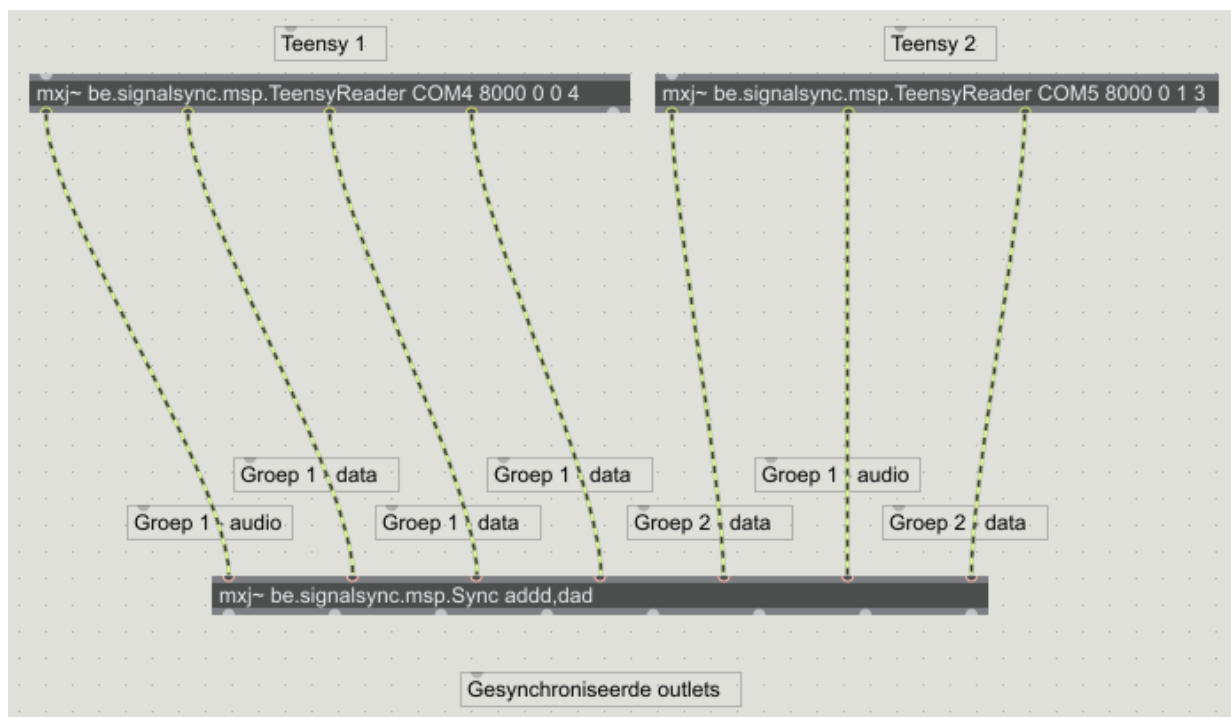 Teensy 1
Teensy 2
mxj~ be.signalsync.msp.TeensyReader COM4 8000 0 0 4
mxj~ be.signalsync.msp.TeensyReader COM5 8000 0 1 3
Groep 1 - data
Groep 1 - data
Groep 1 - audio
Groep 1 - audio
Groep 1 - data
Groep 2 - data
Groep 2 - data
mxj~ be.signalsync.msp.Sync addd,dad
Gesynchroniseerde outlets